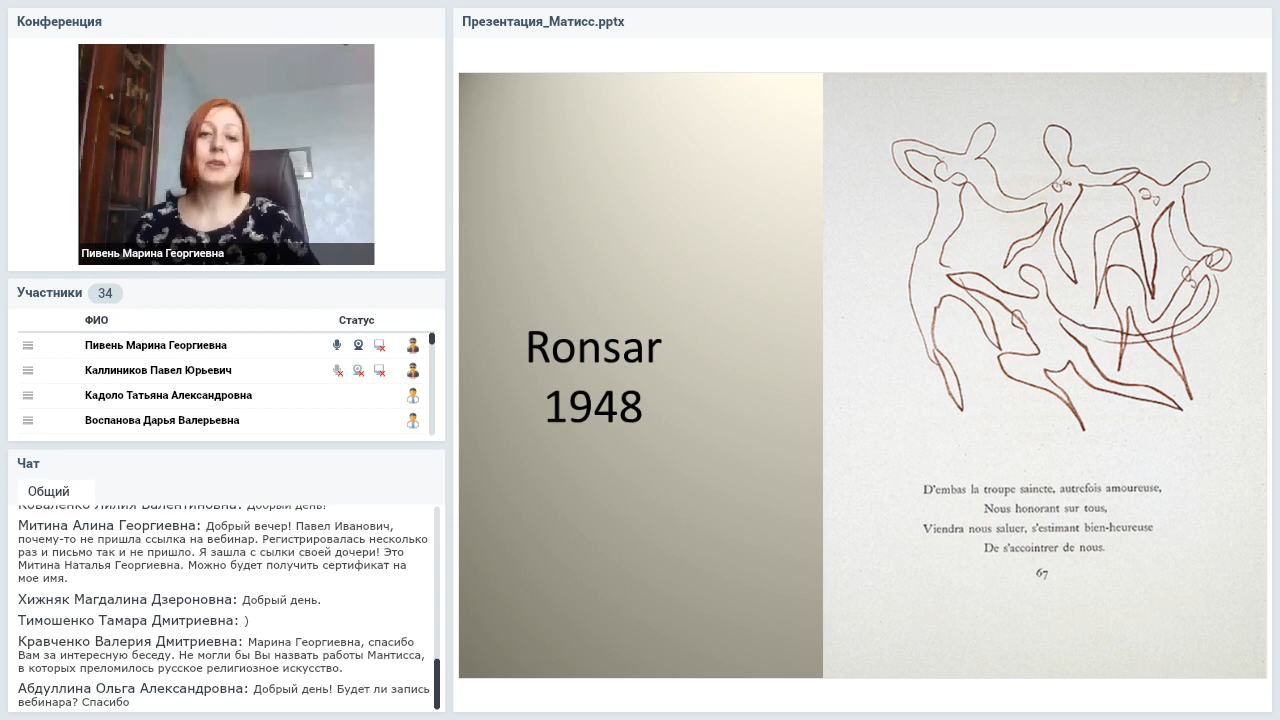 Конференция
Пивень Марина Георгиевна
Участники 34
ФИО Статус
Пивень Марина Георгиевна
Каллиников Павел Юрьевич
Кадоло Татьяна Александровна
Воспанова Дарья Валерьевна
Чат
Общий
Коваленко Лилия Валентиновна: Добрый день!
Митина Алина Георгиевна: Добрый вечер! Павел Иванович,
почему-то не пришла ссылка на вебинар. Регистрировалась несколько
раз и письмо так и не пришло. Я зашла с сылки своей дочери! Это
Митина Наталья Георгиевна. Можно будет получить сертификат на
мое имя.
Хижняк Магдалина Дзероновна: Добрый день.
Тимошенко Тамара Дмитриевна: )
Кравченко Валерия Дмитриевна: Марина Георгиевна, спасибо
Вам за интересную беседу. Не могли бы Вы назвать работы Мантисса,
в которых преломилось русское религиозное искусство.
Абдуллина Ольга Александровна: Добрый день! Будет ли запись
вебинара? Спасибо
Презентация_Матисс.pptx
Ronsar
1948
D'embas la troupe saincte, autrefois amoureuse,
Nous honorant sur tous,
Viendra nous saluer, s'estimant bien-heureuse
De s'accointrer de nous.
67